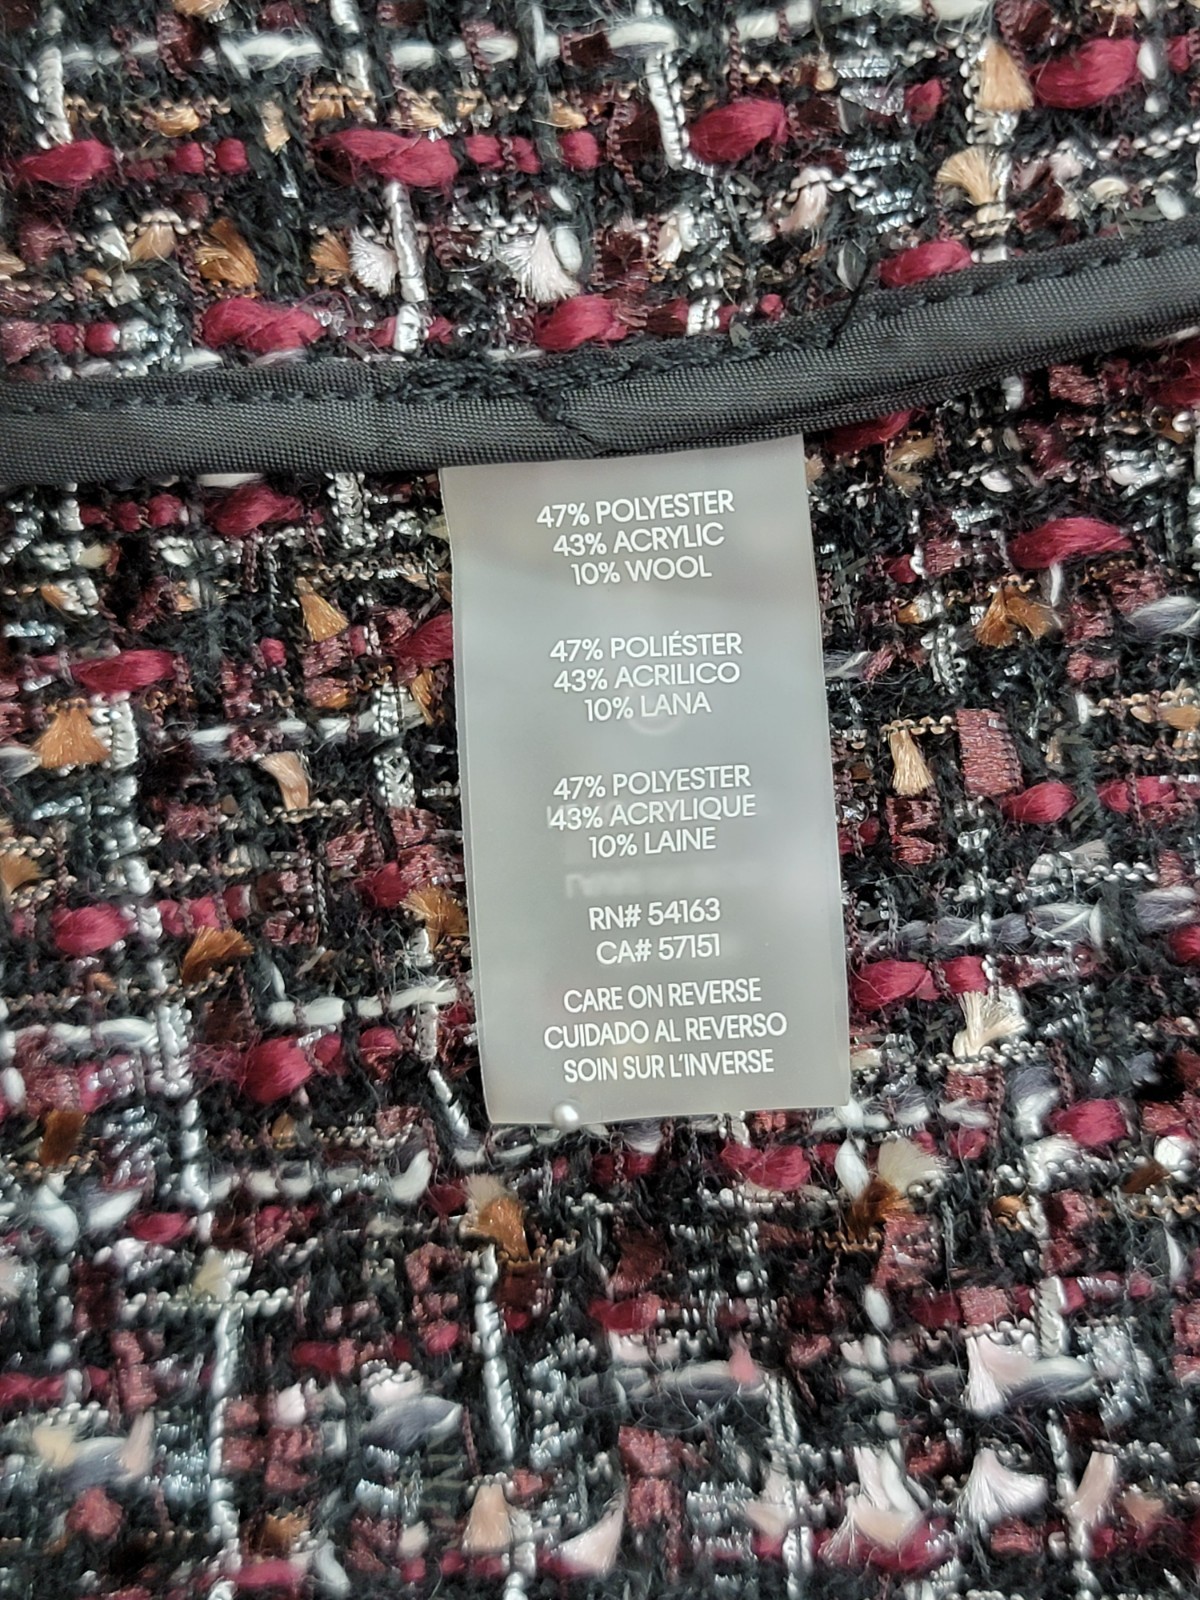 47% POLYESTER
43% ACRYLIC
10% WOOL
47% POLIÉSTER
43% ACRILICO
10% LANA
47% POLYESTER
43% ACRYLIQUE
10% LAINE
RN# 54163
CA# 57151
CARE ON REVERSE
CUIDADO AL REVERSO
SOIN SUR L'INVERSE